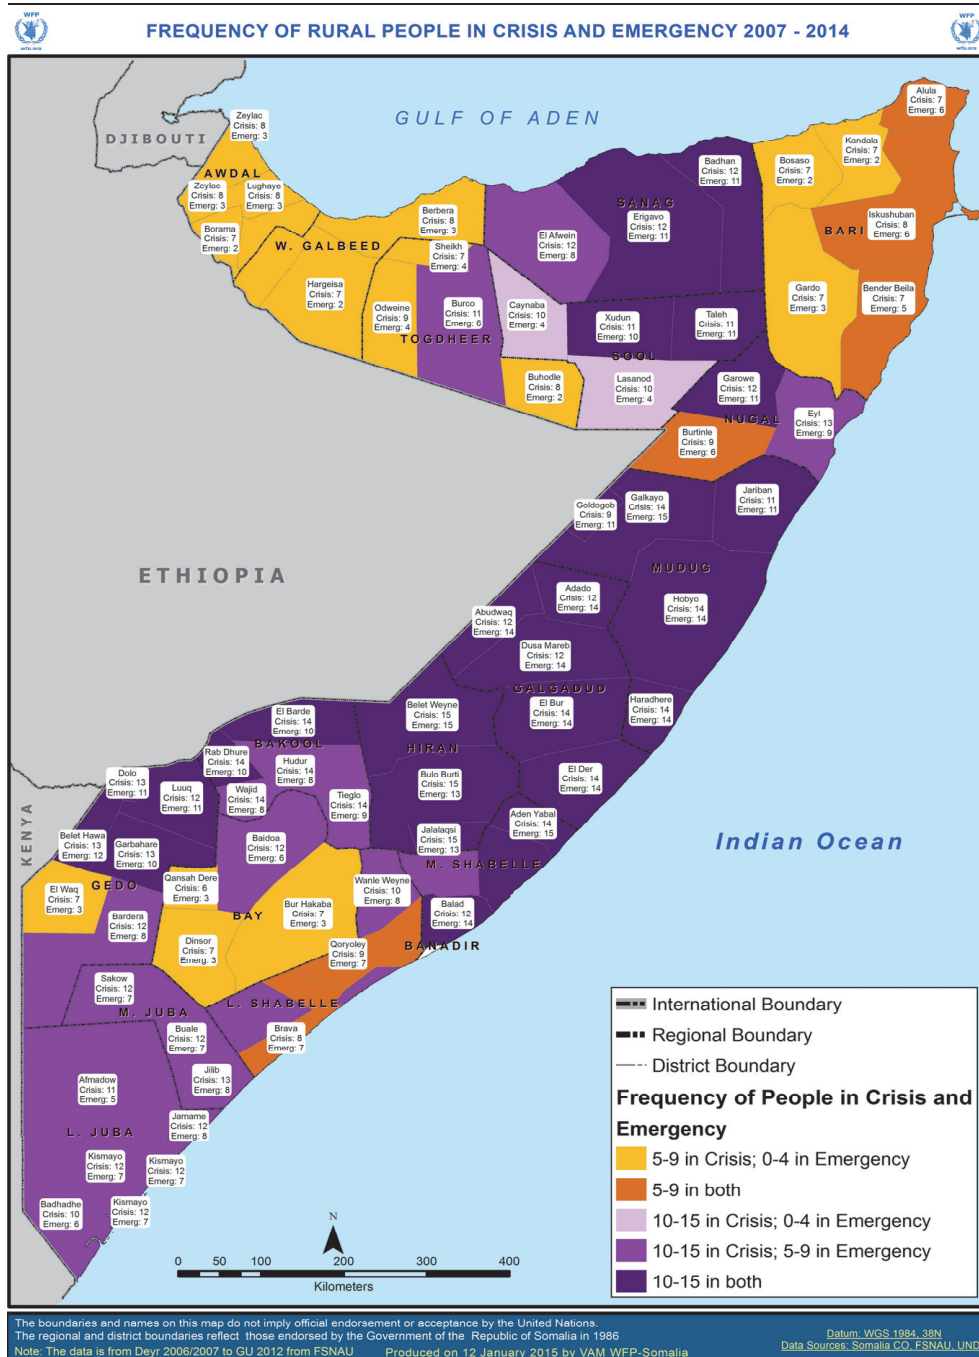 WFP
wfp.org
FREQUENCY OF RURAL PEOPLE IN CRISIS AND EMERGENCY 2007 - 2014
WFP
wfp.org
GULF OF ADEN
DJIBOUTI
Zeylac
Crisis: 8
Emerg: 3
AWDAL
Zeylac
Crisis: 8
Emerg: 3
Lughaye
Crisis: 8
Emerg: 3
Borama
Crisis: 7
Emerg: 2
W. GALBEED
Hargeisa
Crisis: 7
Emerg: 2
Berbera
Crisis: 8
Emerg: 3
Sheikh
Crisis: 7
Emerg: 4
Odweine
Crisis: 9
Emerg: 4
Burco
Crisis: 11
Emerg: 6
TOGDHEER
El Afwein
Crisis: 12
Emerg: 8
Caynaba
Crisis: 10
Emerg: 4
Buhodle
Crisis: 8
Emerg: 2
SANAG
Badhan
Crisis: 12
Emerg: 11
Erigavo
Crisis: 12
Emerg: 11
Xudun
Crisis: 11
Emerg: 10
Taleh
Crisis: 11
Emerg: 11
SOOL
Lasanod
Crisis: 10
Emerg: 4
Alula
Crisis: 7
Emerg: 6
Kandala
Crisis: 7
Emerg: 2
Bosaso
Crisis: 7
Emerg: 2
Iskushuban
Crisis: 8
Emerg: 6
BARI
Gardo
Crisis: 7
Emerg: 3
Bender Beila
Crisis: 7
Emerg: 5
Garowe
Crisis: 12
Emerg: 11
NUGAL
Eyl
Crisis: 13
Emerg: 9
Burtinle
Crisis: 9
Emerg: 6
Goldogob
Crisis: 9
Emerg: 11
Galkayo
Crisis: 14
Emerg: 15
Jariban
Crisis: 11
Emerg: 11
MUDUG
Hobyo
Crisis: 14
Emerg: 14
ETHIOPIA
Adado
Crisis: 12
Emerg: 14
Abudwaq
Crisis: 12
Emerg: 14
Dusa Mareb
Crisis: 12
Emerg: 14
GALGADUD
El Bur
Crisis: 14
Emerg: 14
Haradhere
Crisis: 14
Emerg: 14
El Der
Crisis: 14
Emerg: 14
Belet Weyne
Crisis: 15
Emerg: 15
HIRAN
Bulo Burti
Crisis: 15
Emerg: 13
Jalalaqsi
Crisis: 15
Emerg: 13
Aden Yabal
Crisis: 14
Emerg: 15
M. SHABELLE
Balad
Crisis: 12
Emerg: 14
BANADIR
El Barde
Crisis: 14
Emerg: 10
BAKOOL
Rab Dhure
Crisis: 14
Emerg: 10
Hudur
Crisis: 14
Emerg: 8
Wajid
Crisis: 14
Emerg: 8
Tieglo
Crisis: 14
Emerg: 9
KENYA
Dolo
Crisis: 13
Emerg: 11
Luuq
Crisis: 12
Emerg: 11
Belet Hawa
Crisis: 13
Emerg: 12
Garbahare
Crisis: 13
Emerg: 10
GEDO
El Waq
Crisis: 7
Emerg: 3
Bardera
Crisis: 12
Emerg: 8
Baidoa
Crisis: 12
Emerg: 6
Qansah Dere
Crisis: 6
Emerg: 3
Bur Hakaba
Crisis: 7
Emerg: 3
BAY
Dinsor
Crisis: 7
Emerg: 3
Wanle Weyne
Crisis: 10
Emerg: 8
Qoryoley
Crisis: 9
Emerg: 7
L. SHABELLE
Brava
Crisis: 8
Emerg: 7
Sakow
Crisis: 12
Emerg: 7
M. JUBA
Buale
Crisis: 12
Emerg: 7
Jilib
Crisis: 13
Emerg: 8
Afmadow
Crisis: 11
Emerg: 5
Jamame
Crisis: 12
Emerg: 8
L. JUBA
Kismayo
Crisis: 12
Emerg: 7
Kismayo
Crisis: 12
Emerg: 7
Kismayo
Crisis: 12
Emerg: 7
Badhadhe
Crisis: 10
Emerg: 6
Indian Ocean
N
0 50 100 200 300 400
Kilometers
International Boundary
Regional Boundary
District Boundary
Frequency of People in Crisis and
Emergency
5-9 in Crisis; 0-4 in Emergency
5-9 in both
10-15 in Crisis; 0-4 in Emergency
10-15 in Crisis; 5-9 in Emergency
10-15 in both
The boundaries and names on this map do not imply official endorsement or acceptance by the United Nations.
The regional and district boundaries reflect those endorsed by the Government of the Republic of Somalia in 1986
Note: The data is from Deyr 2006/2007 to GU 2012 from FSNAU Produced on 12 January 2015 by VAM WFP-Somalia
Datum: WGS 1984, 38N
Data Sources: Somalia CO, FSNAU, UND